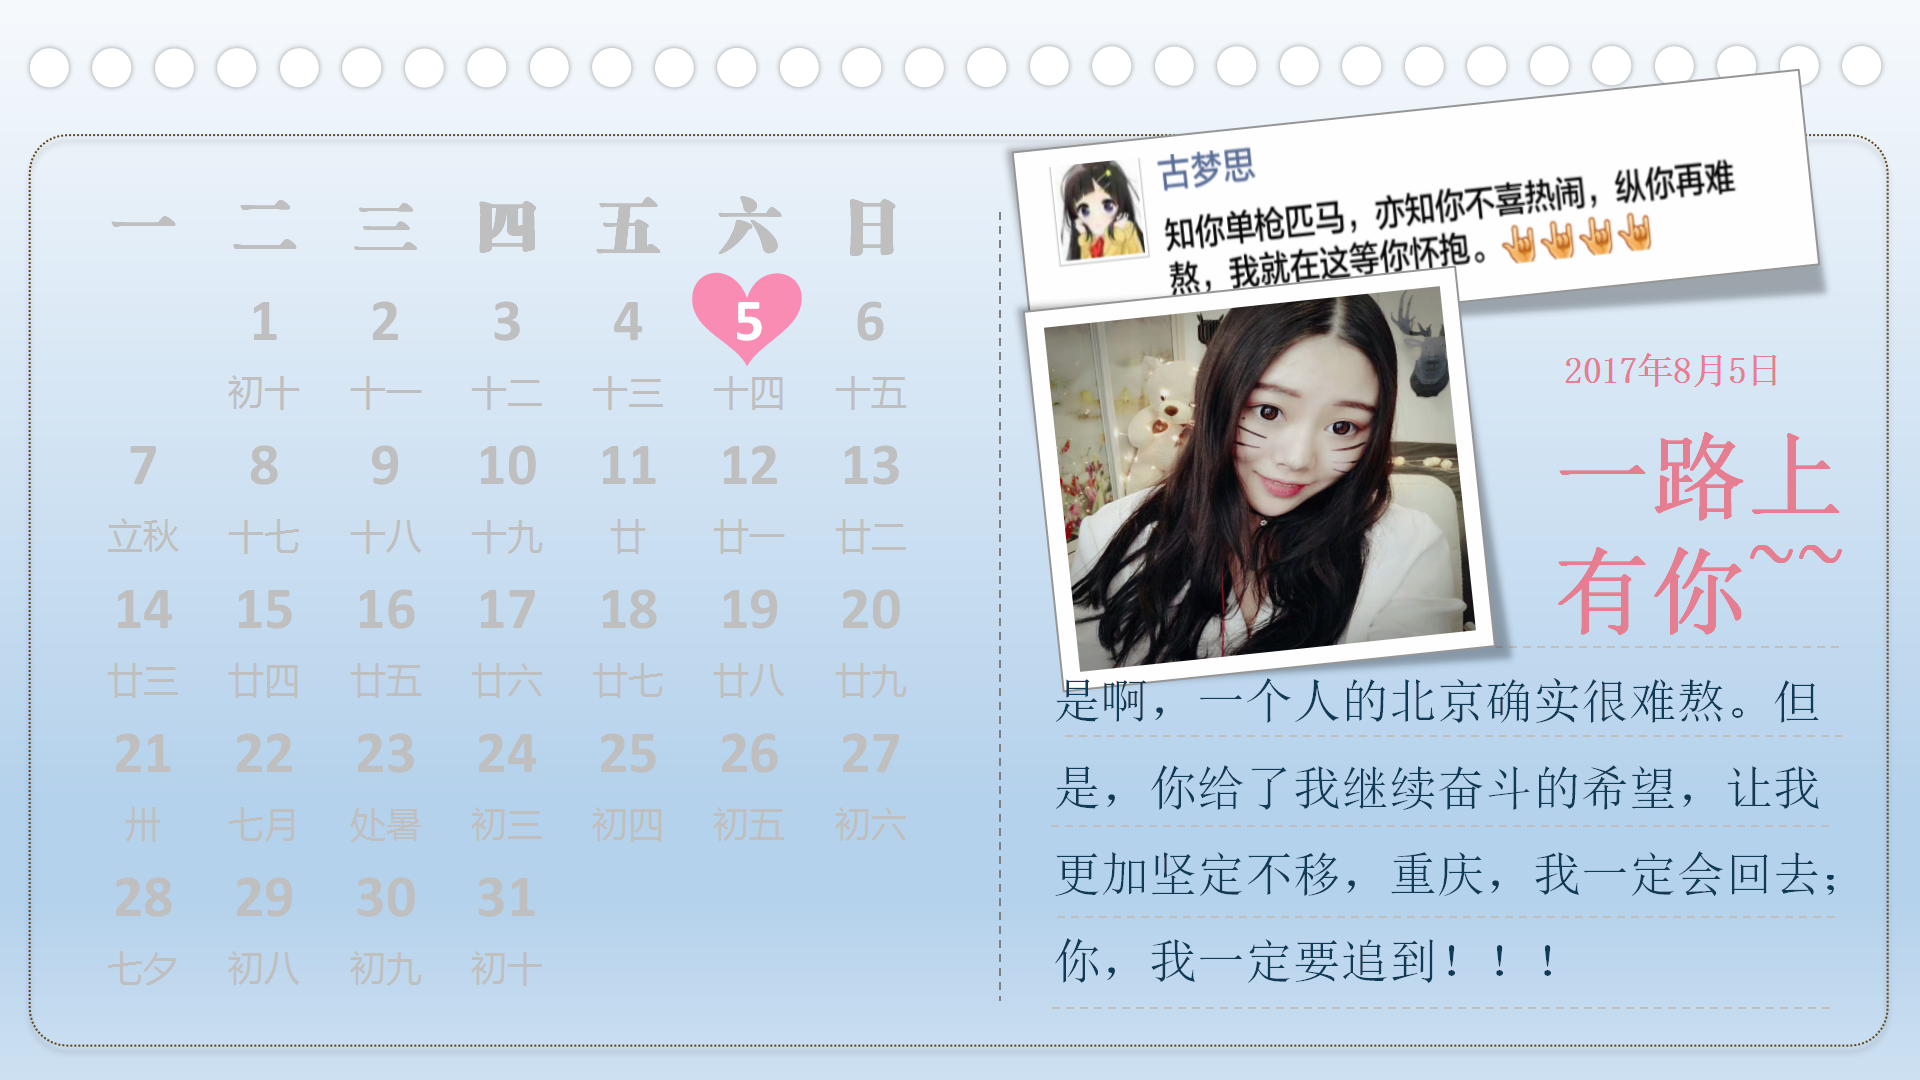 一 二 三 四 五 六 日
1 2 3 4 5 6
初十 十一 十二 十三 十四 十五
7 8 9 10 11 12 13
立秋 十七 十八 十九 廿 廿一 廿二
14 15 16 17 18 19 20
廿三 廿四 廿五 廿六 廿七 廿八 廿九
21 22 23 24 25 26 27
卅 七月 处暑 初三 初四 初五 初六
28 29 30 31
七夕 初八 初九 初十
古梦思
知你单枪匹马，亦知你不喜热闹，纵你再难
熬，我就在这等你怀抱。🤘🤘🤘🤘
2017年8月5日
一路上
有你~~
是啊，一个人的北京确实很难熬。但
是，你给了我继续奋斗的希望，让我
更加坚定不移，重庆，我一定会回去；
你，我一定要追到！！！